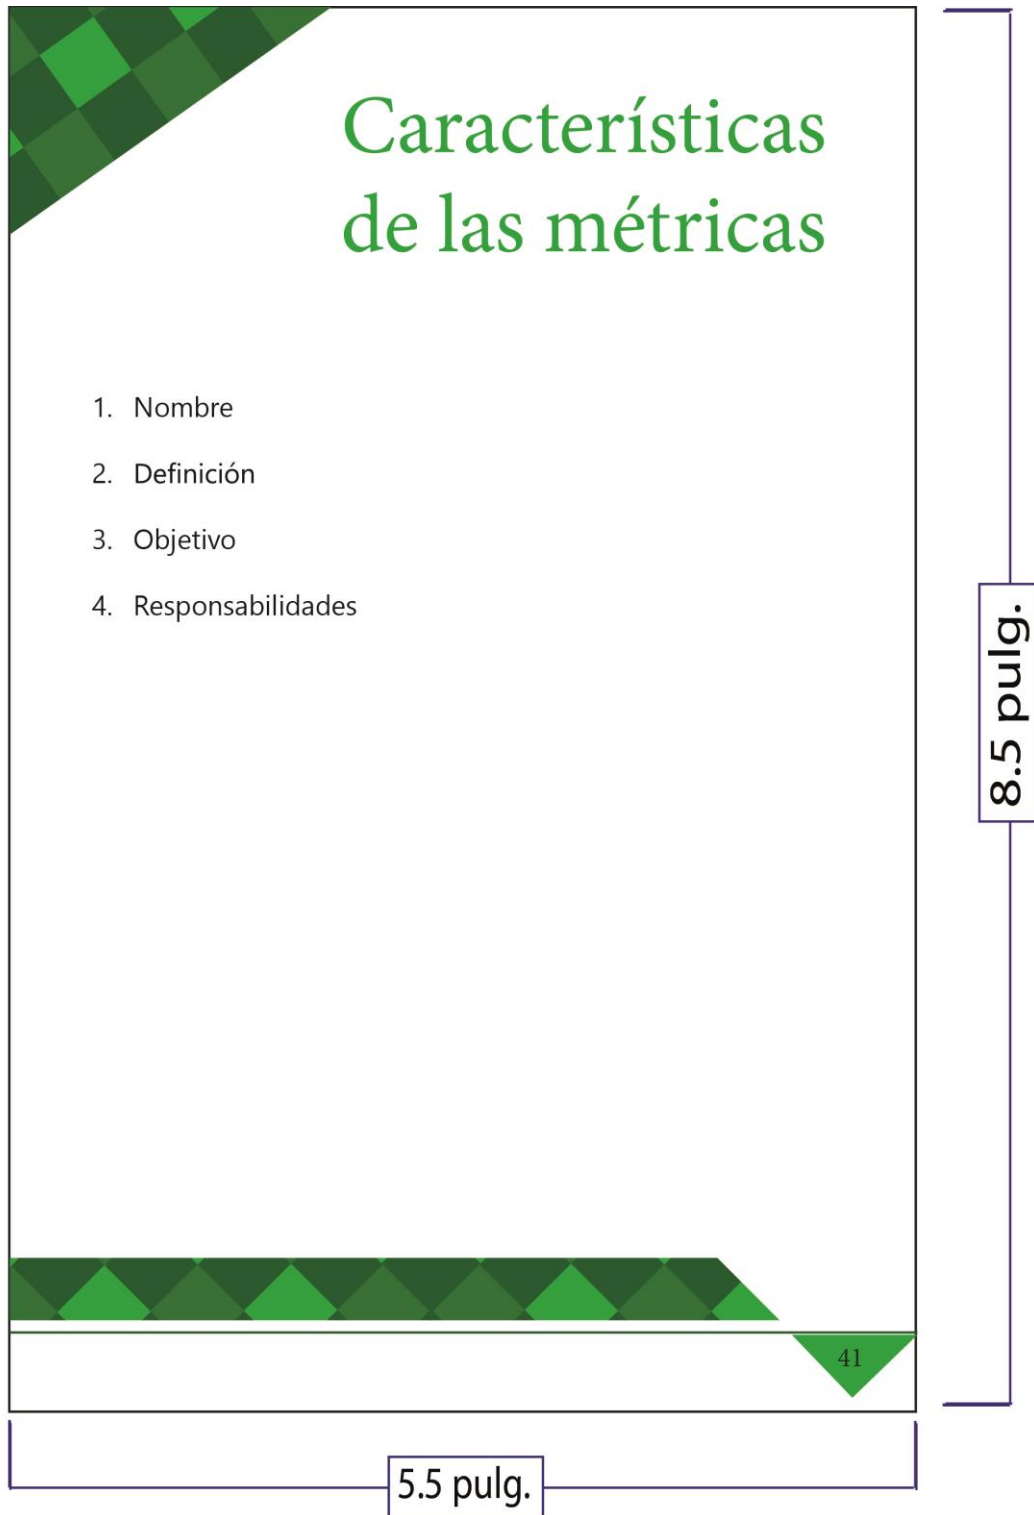 Características
de las métricas
1. Nombre
2. Definición
3. Objetivo
4. Responsabilidades
8.5 pulg.
41
5.5 pulg.